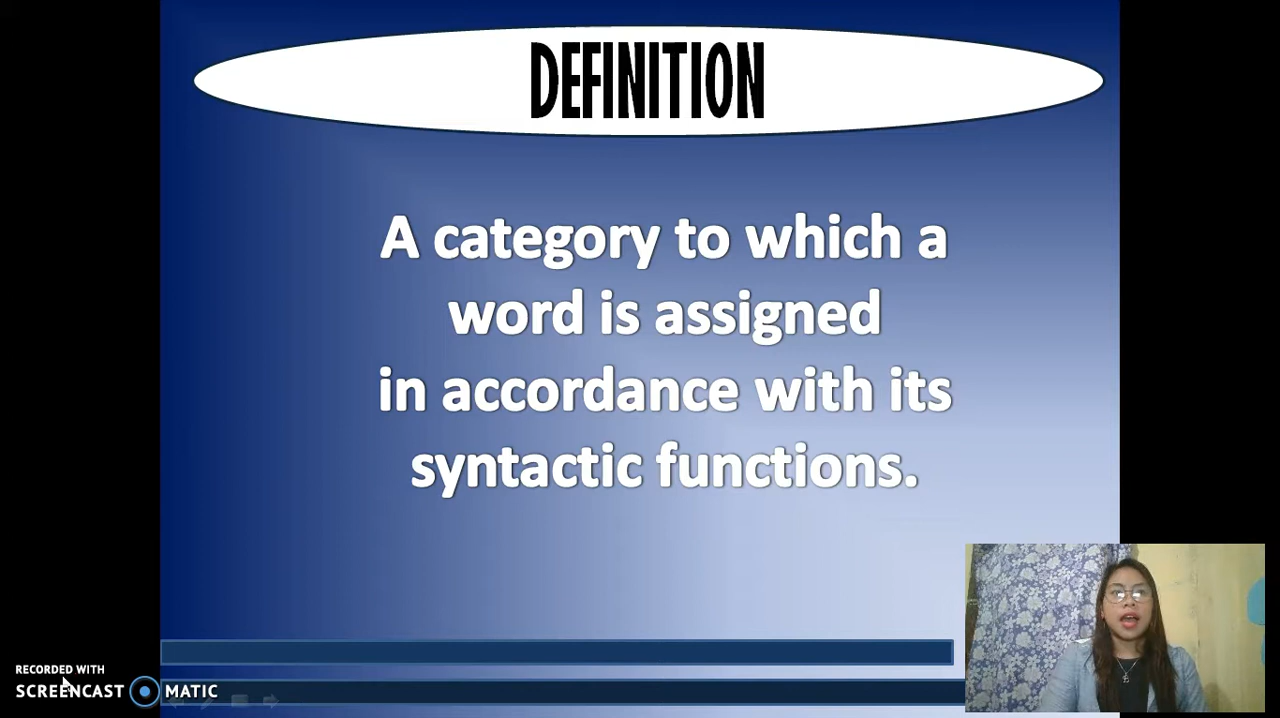 DEFINITION
A category to which a
word is assigned
in accordance with its
syntactic functions.
RECORDED WITH
SCREENCAST MATIC